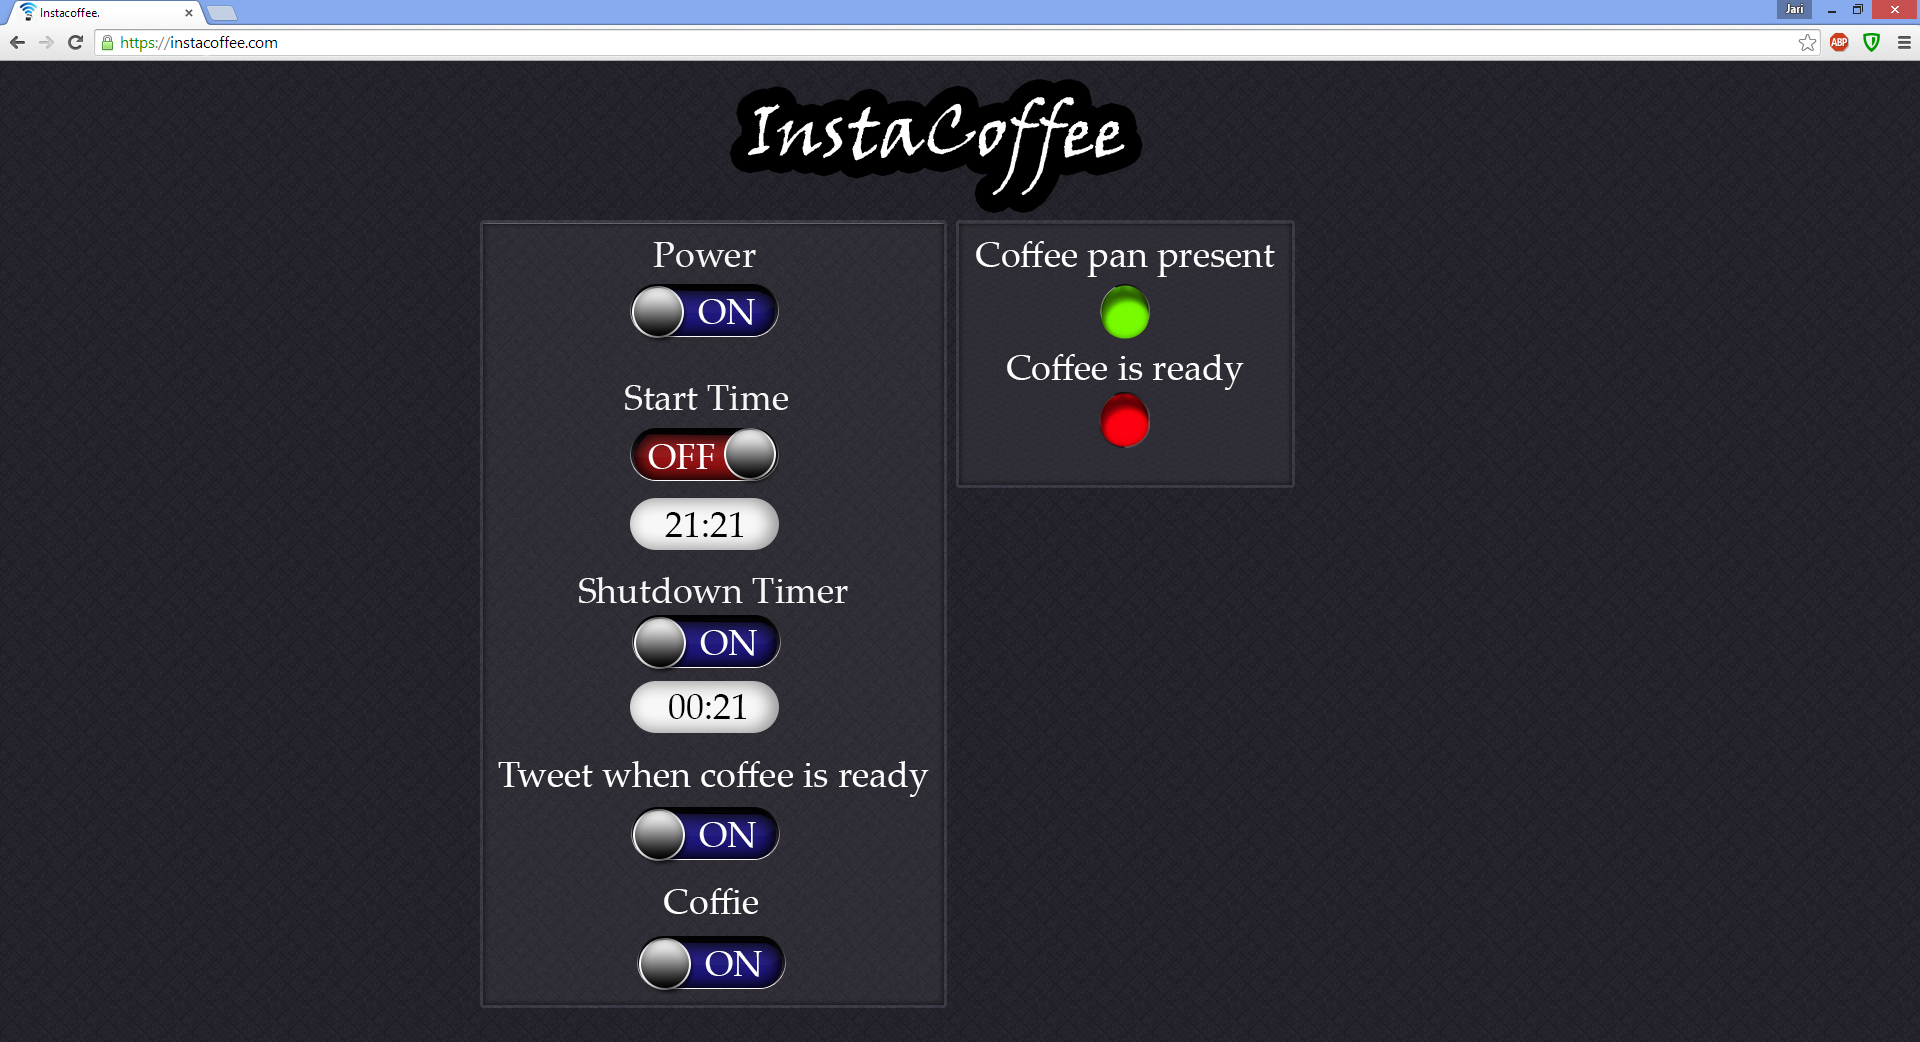 Instacoffee.
Jari
https://instacoffee.com
ABP
InstaCoffee
Power
ON
Start Time
OFF
21:21
Shutdown Timer
ON
00:21
Tweet when coffee is ready
ON
Coffie
ON
Coffee pan present
Coffee is ready